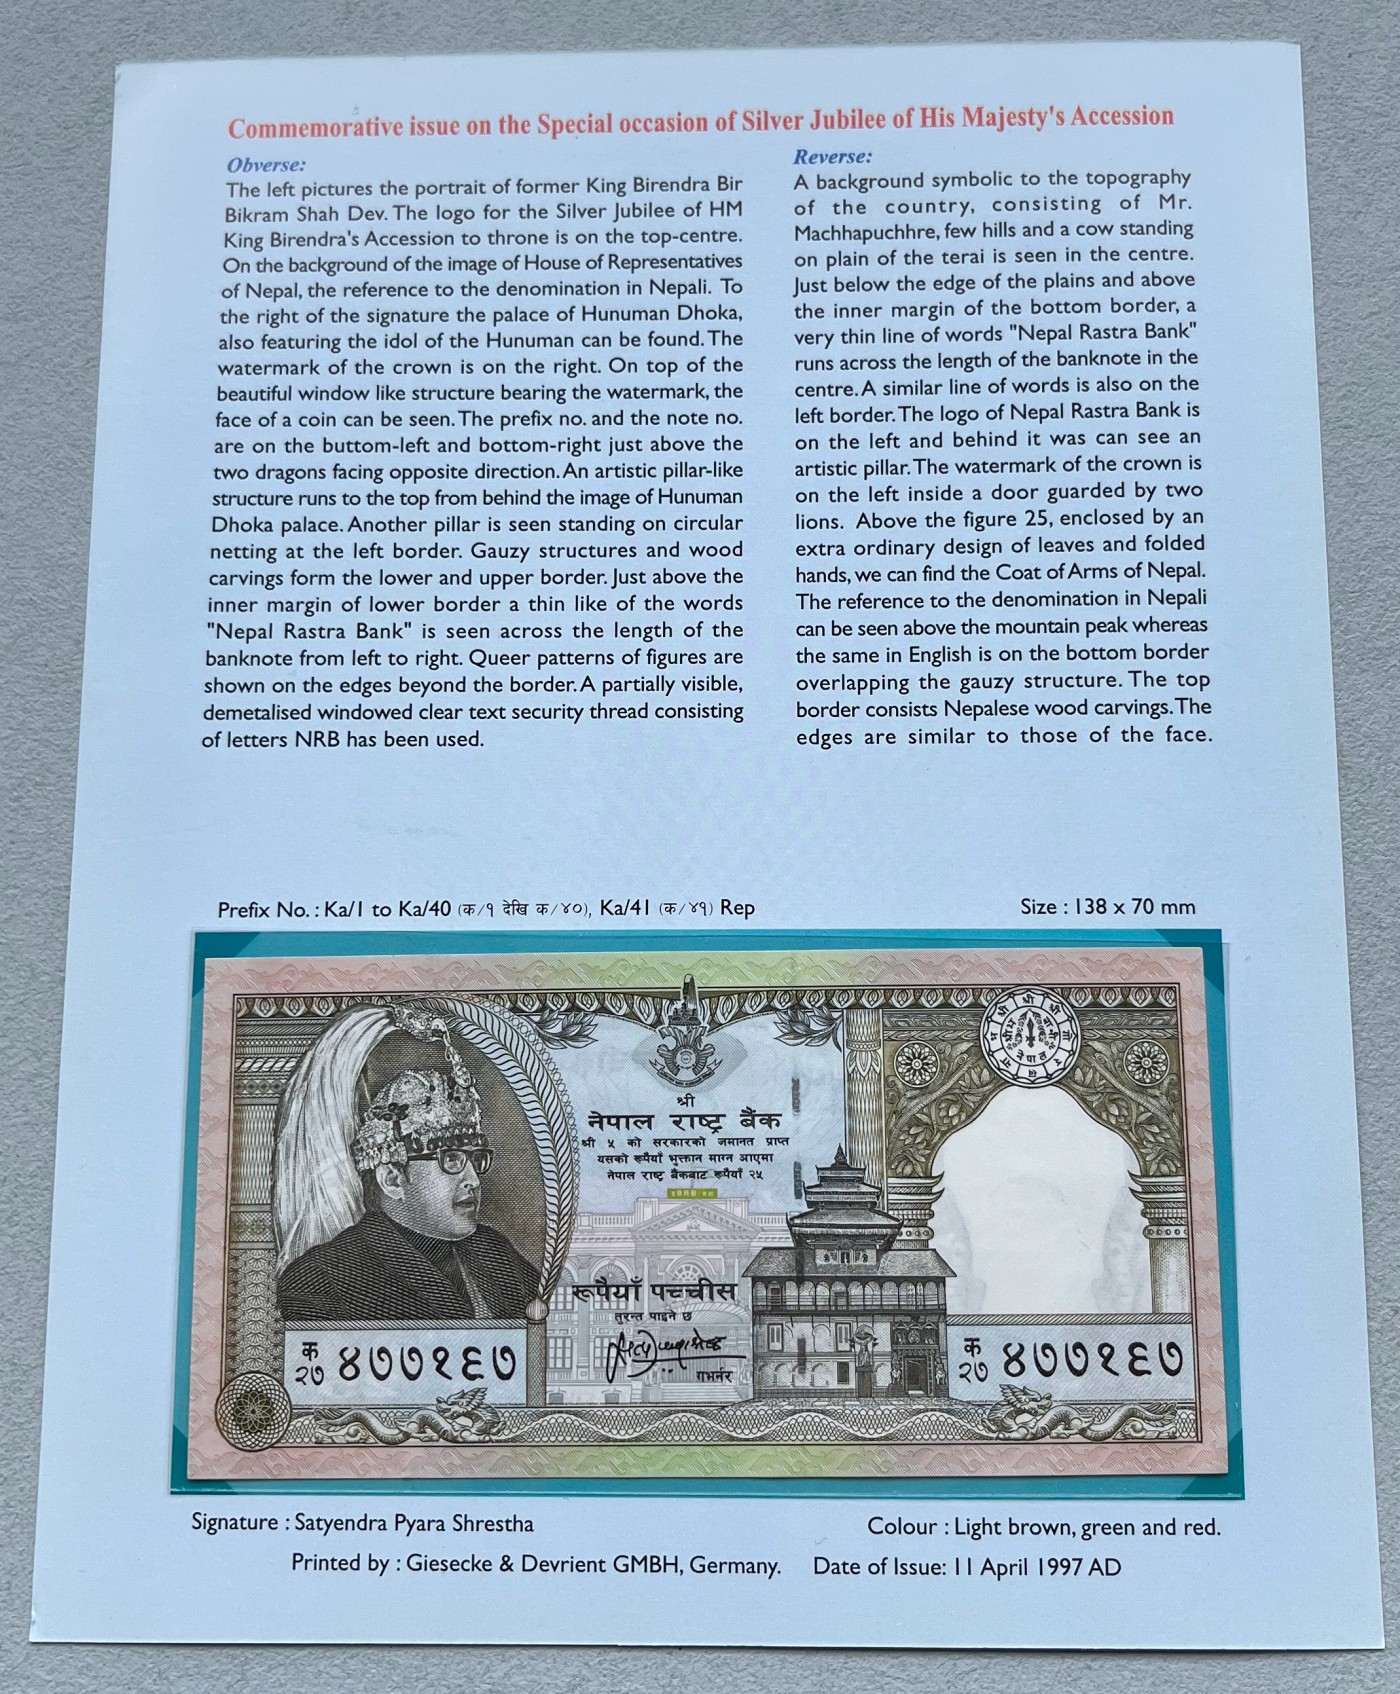 Commemorative issue on the Special occasion of Silver Jubilee of His Majesty's Accession
Obverse:
The left pictures the portrait of former King Birendra Bir
Bikram Shah Dev. The logo for the Silver Jubilee of HM
King Birendra's Accession to throne is on the top-centre.
On the background of the image of House of Representatives
of Nepal, the reference to the denomination in Nepali. To
the right of the signature the palace of Hunuman Dhoka,
also featuring the idol of the Hunuman can be found. The
watermark of the crown is on the right. On top of the
beautiful window like structure bearing the watermark, the
face of a coin can be seen. The prefix no. and the note no.
are on the buttom-left and bottom-right just above the
two dragons facing opposite direction. An artistic pillar-like
structure runs to the top from behind the image of Hunuman
Dhoka palace. Another pillar is seen standing on circular
netting at the left border. Gauzy structures and wood
carvings form the lower and upper border. Just above the
inner margin of lower border a thin like of the words
"Nepal Rastra Bank" is seen across the length of the
banknote from left to right. Queer patterns of figures are
shown on the edges beyond the border. A partially visible,
demetalised windowed clear text security thread consisting
of letters NRB has been used.
Reverse:
A background symbolic to the topography
of the country, consisting of Mr.
Machhapuchhre, few hills and a cow standing
on plain of the terai is seen in the centre.
Just below the edge of the plains and above
the inner margin of the bottom border, a
very thin line of words "Nepal Rastra Bank"
runs across the length of the banknote in the
centre. A similar line of words is also on the
left border. The logo of Nepal Rastra Bank is
on the left and behind it was can see an
artistic pillar. The watermark of the crown is
on the left inside a door guarded by two
lions. Above the figure 25, enclosed by an
extra ordinary design of leaves and folded
hands, we can find the Coat of Arms of Nepal.
The reference to the denomination in Nepali
can be seen above the mountain peak whereas
the same in English is on the bottom border
overlapping the gauzy structure. The top
border consists Nepalese wood carvings. The
edges are similar to those of the face.
Prefix No. : Ka/1 to Ka/40 (क/१ देखि क/४०), Ka/41 (क/४१) Rep
Size : 138 x 70 mm
श्री
नेपाल राष्ट्र बैंक
श्री ५ को सरकारको जमानत प्राप्त
यसको रूपैयाँ भुक्तान माग्न आएमा
नेपाल राष्ट्र बैंकबाट रूपैयाँ २५
रूपैयाँ पच्चीस
तुरन्त पाइने छ
गभर्नर
क
२७ ४७७१६७
क
२७ ४७७१६७
Signature : Satyendra Pyara Shrestha
Colour : Light brown, green and red.
Printed by : Giesecke & Devrient GMBH, Germany.
Date of Issue: 11 April 1997 AD